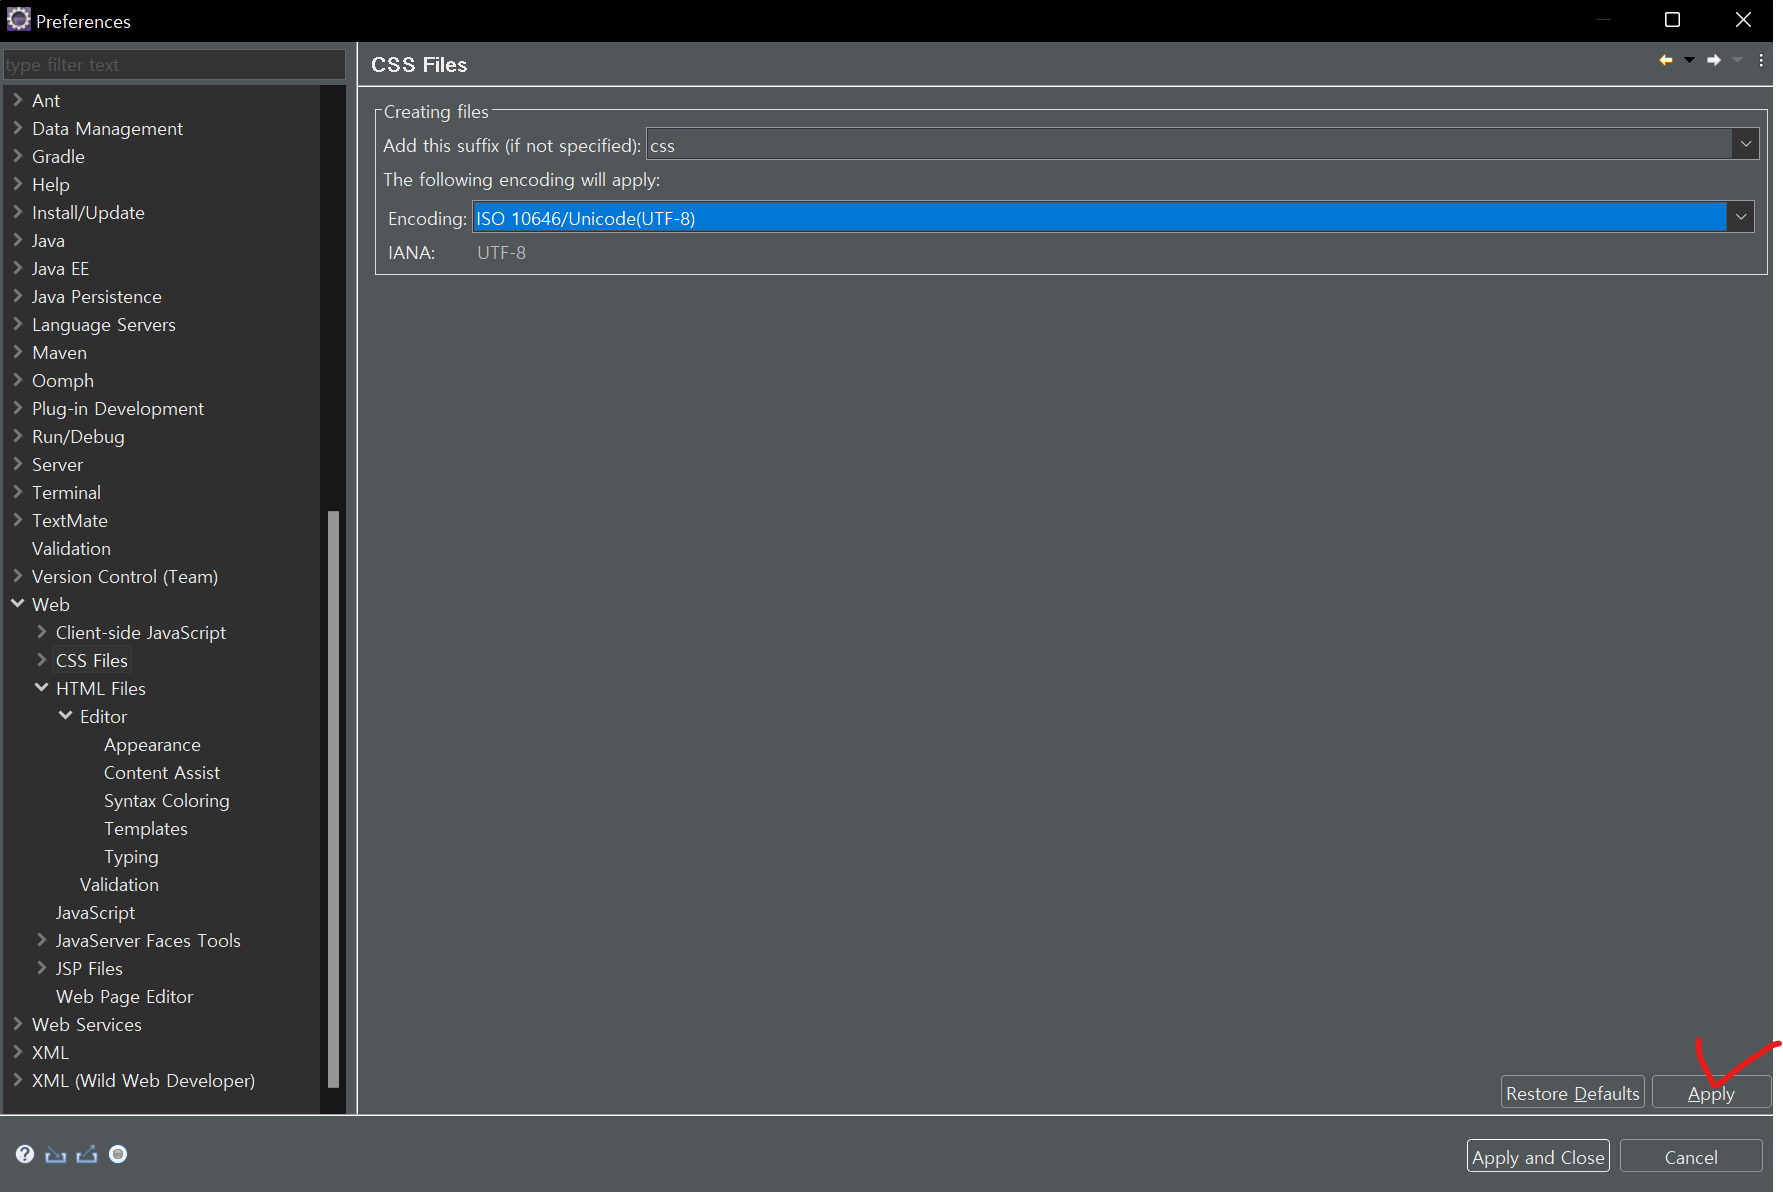 Preferences
type filter text
Ant
Data Management
Gradle
Help
Install/Update
Java
Java EE
Java Persistence
Language Servers
Maven
Oomph
Plug-in Development
Run/Debug
Server
Terminal
TextMate
Validation
Version Control (Team)
Web
Client-side JavaScript
CSS Files
HTML Files
Editor
Appearance
Content Assist
Syntax Coloring
Templates
Typing
Validation
JavaScript
JavaServer Faces Tools
JSP Files
Web Page Editor
Web Services
XML
XML (Wild Web Developer)
CSS Files
Creating files
Add this suffix (if not specified): css
The following encoding will apply:
Encoding: ISO 10646/Unicode(UTF-8)
IANA: UTF-8
Restore Defaults Apply
Apply and Close Cancel